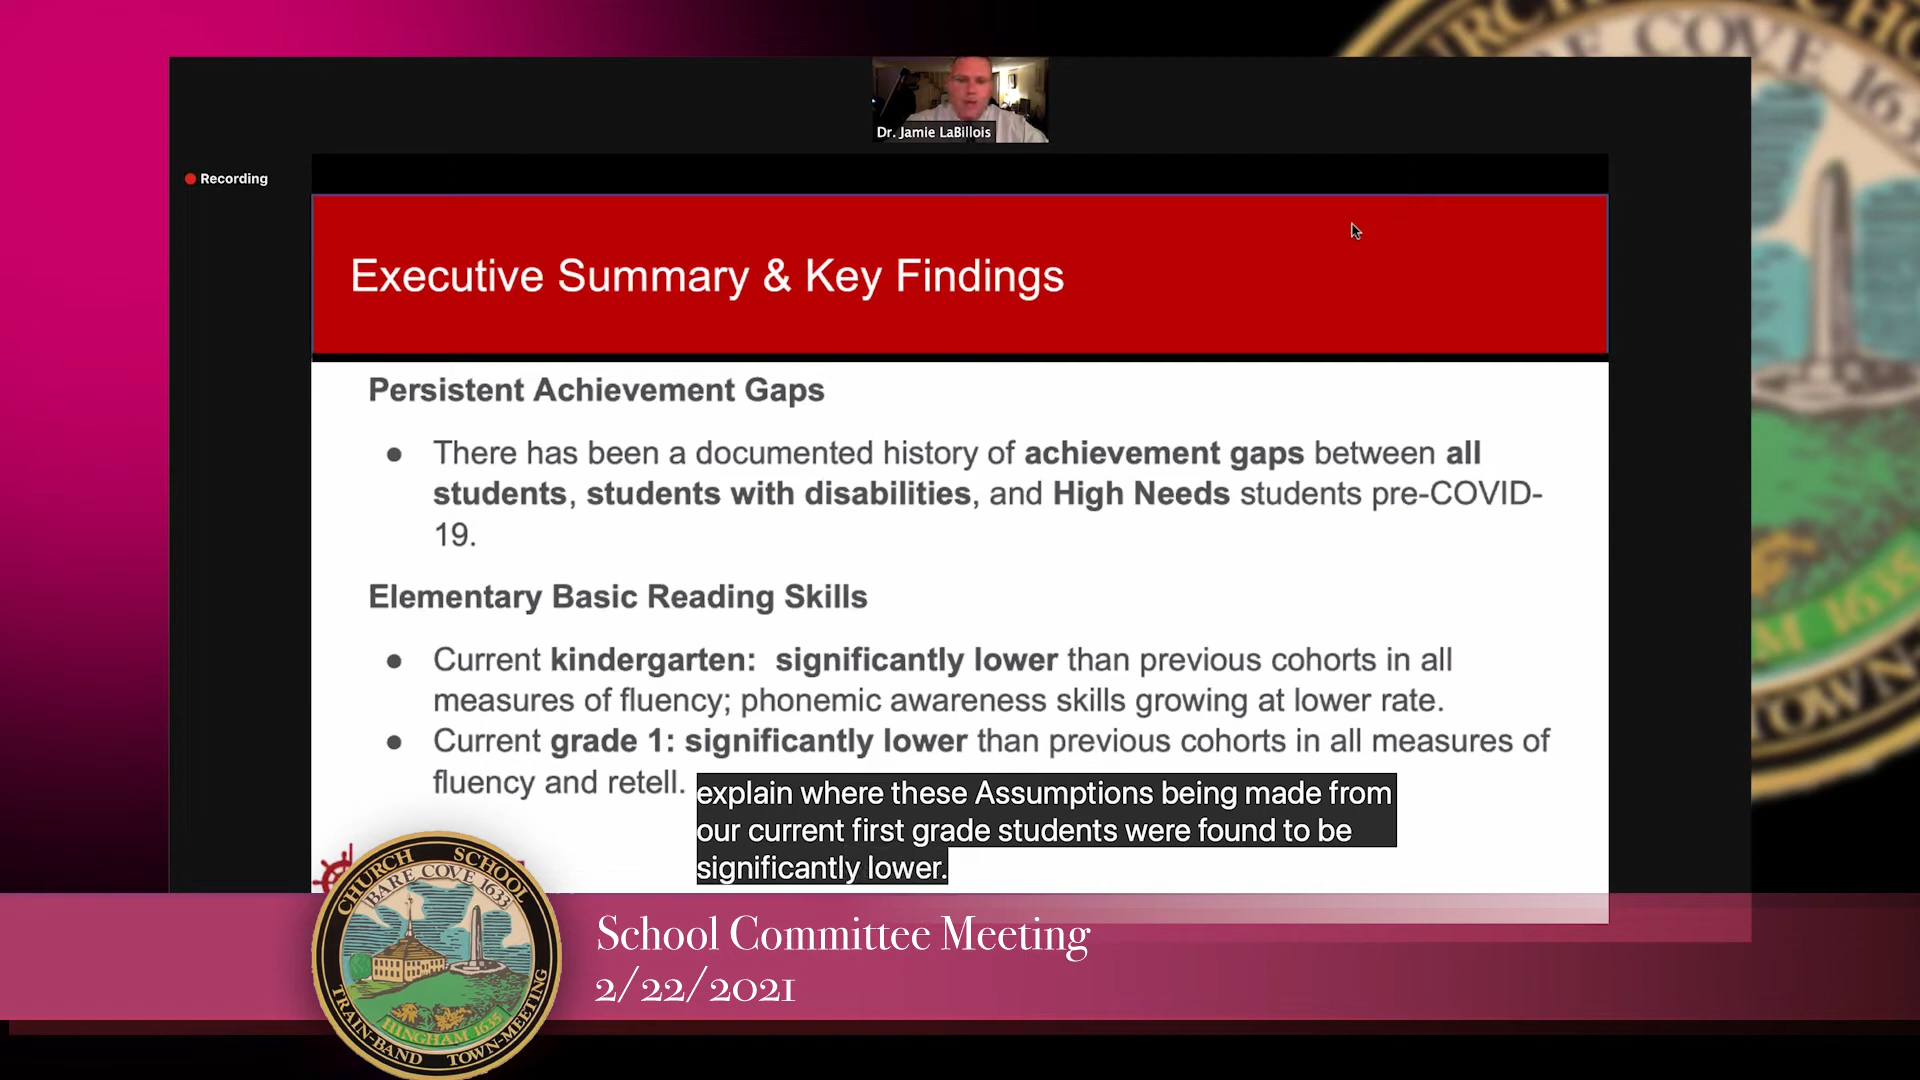 Dr. Jamie LaBillois
Recording
Executive Summary & Key Findings
Persistent Achievement Gaps
● There has been a documented history of achievement gaps between all
students, students with disabilities, and High Needs students pre-COVID-
19.
Elementary Basic Reading Skills
● Current kindergarten: significantly lower than previous cohorts in all
measures of fluency; phonemic awareness skills growing at lower rate.
● Current grade 1: significantly lower than previous cohorts in all measures of
fluency and retell.
explain where these Assumptions being made from
our current first grade students were found to be
significantly lower.
School Committee Meeting
2/22/2021
CHURCH SCHOOL
BARE COVE 1633
HINGHAM 1635
TRAIN-BAND TOWN-MEETING